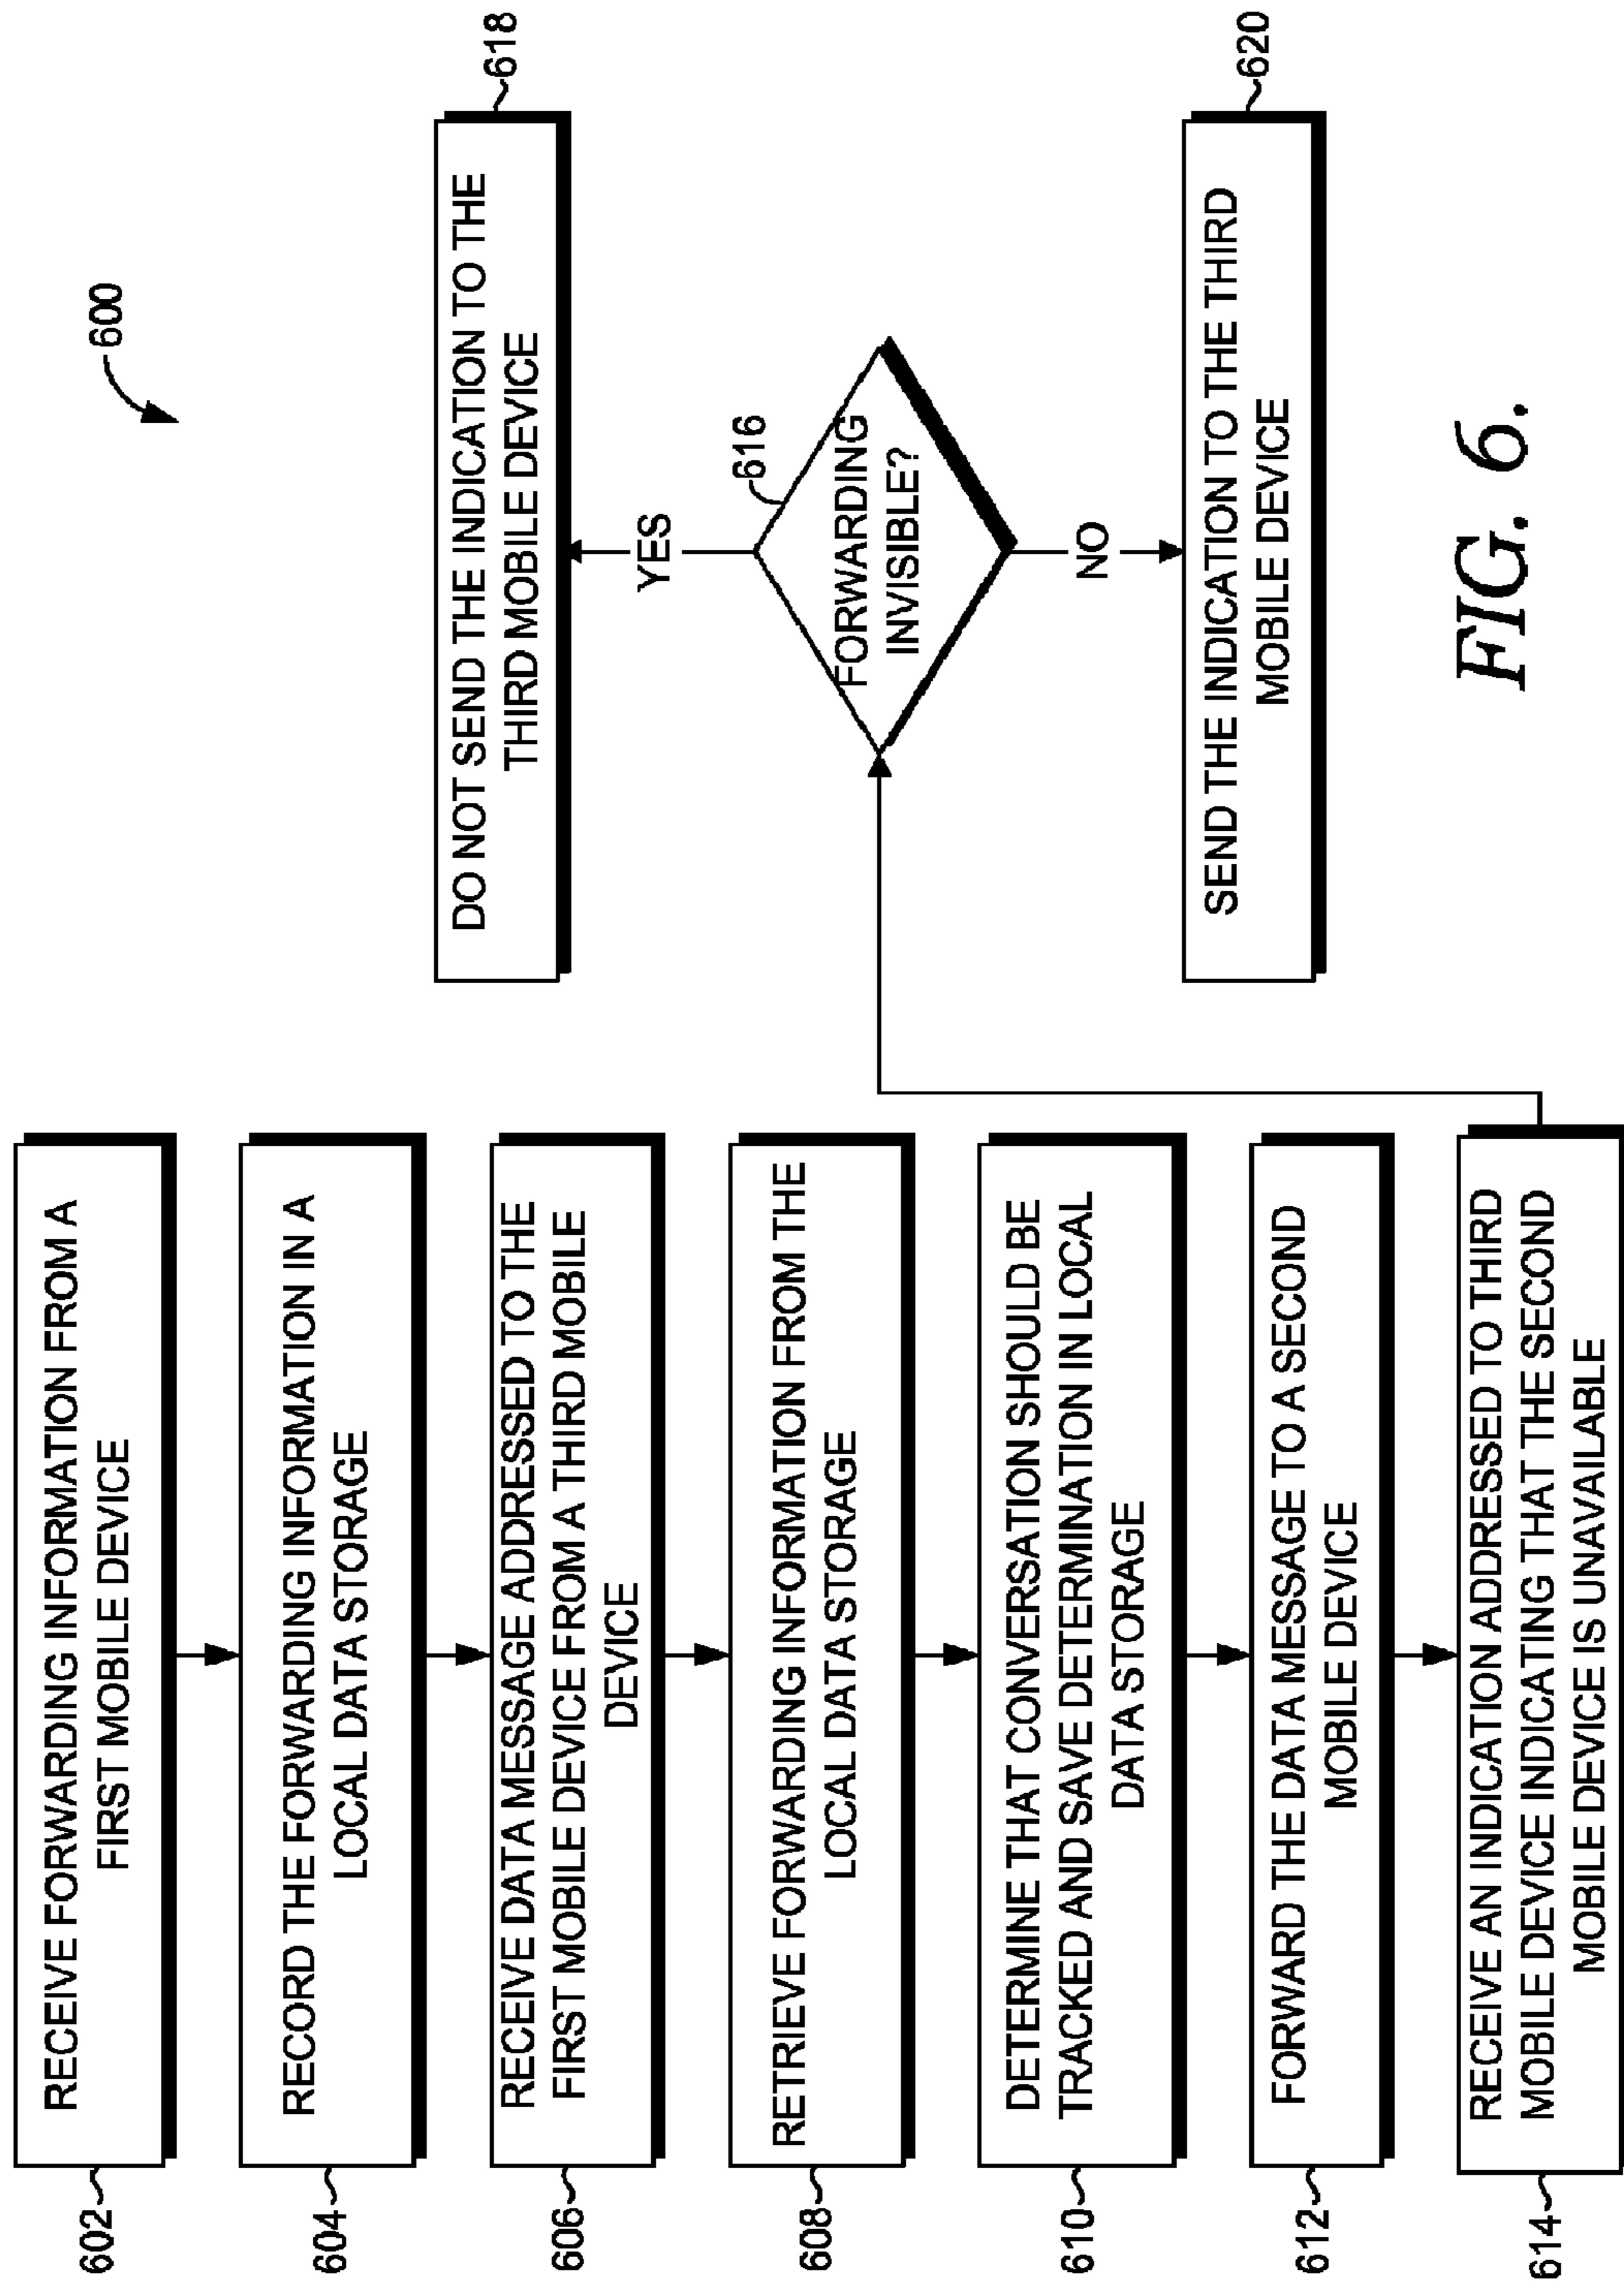 600
602
RECEIVE FORWARDING INFORMATION FROM A
FIRST MOBILE DEVICE
604
RECORD THE FORWARDING INFORMATION IN A
LOCAL DATA STORAGE
606
RECEIVE DATA MESSAGE ADDRESSED TO THE
FIRST MOBILE DEVICE FROM A THIRD MOBILE
DEVICE
608
RETRIEVE FORWARDING INFORMATION FROM THE
LOCAL DATA STORAGE
610
DETERMINE THAT CONVERSATION SHOULD BE
TRACKED AND SAVE DETERMINATION IN LOCAL
DATA STORAGE
612
FORWARD THE DATA MESSAGE TO A SECOND
MOBILE DEVICE
614
RECEIVE AN INDICATION ADDRESSED TO THIRD
MOBILE DEVICE INDICATING THAT THE SECOND
MOBILE DEVICE IS UNAVAILABLE
616
FORWARDING
INVISIBLE?
YES
DO NOT SEND THE INDICATION TO THE
THIRD MOBILE DEVICE
618
NO
SEND THE INDICATION TO THE THIRD
MOBILE DEVICE
620
FIG. 6.